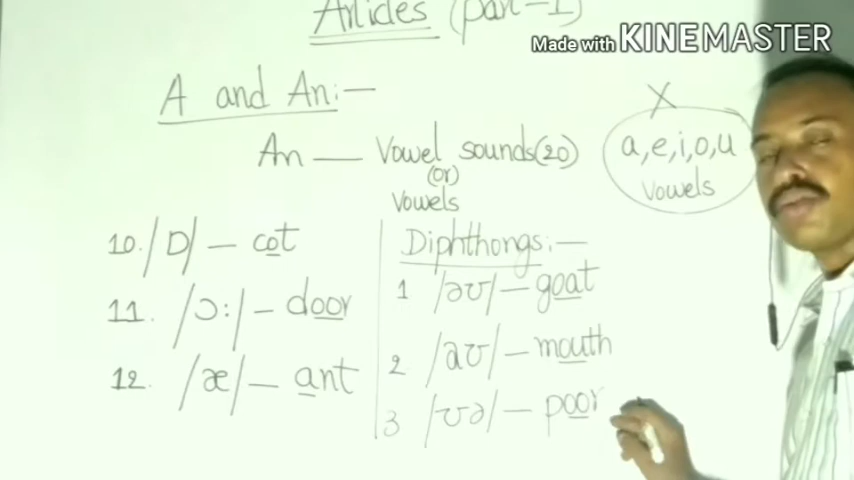 Articles (part-1)
Made with KINEMASTER
A and An:-
X
An — Vowel sounds(20)
(or)
Vowels
a,e,i,o,u
vowels
10. /ɒ/ — cot
11. /ɔ:/ — door
12. /æ/ — ant
Diphthongs:—
1 /əʊ/ — goat
2 /aʊ/ — mouth
3 /ʊə/ — poor